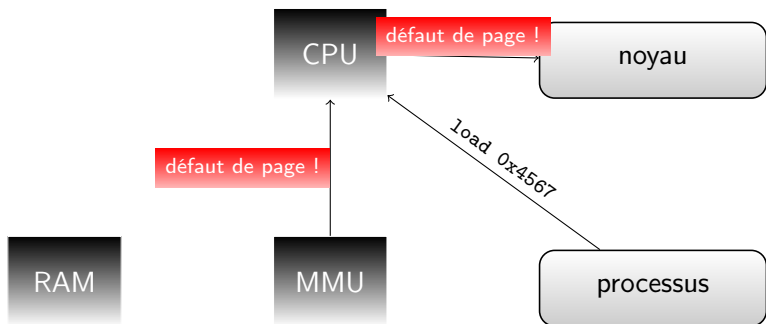 CPU
défaut de page !
noyau
load 0x4567
défaut de page !
RAM
MMU
processus